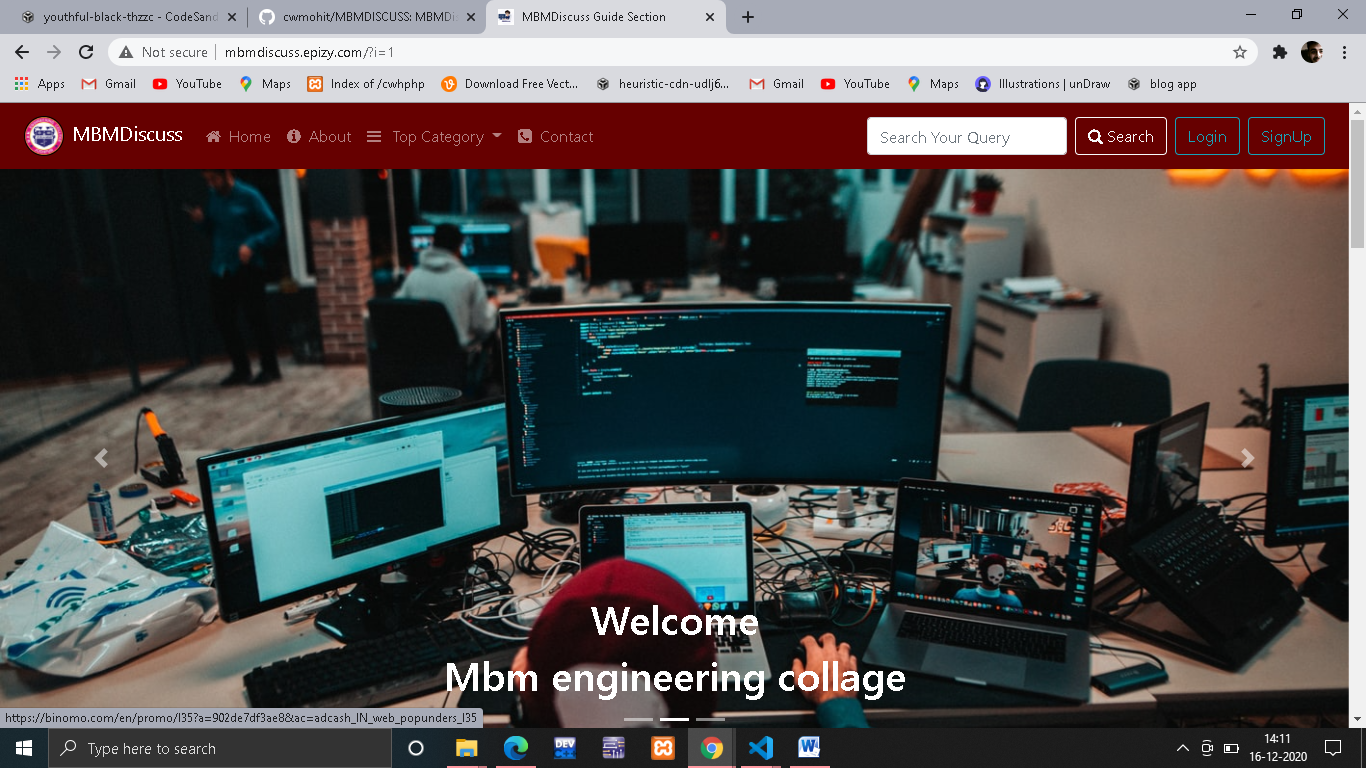 youthful-black-thzzc - CodeSand
cwmohit/MBMDISCUSS: MBMDis
MBMDiscuss Guide Section
Not secure
mbmdiscuss.epizy.com/?i=1
Apps
Gmail
YouTube
Maps
Index of /cwhphp
Download Free Vect...
heuristic-cdn-udlj6...
Gmail
YouTube
Maps
Illustrations | unDraw
blog app
MBMDiscuss
Home
About
Top Category
Contact
Search Your Query
Search
Login
SignUp
Welcome
Mbm engineering collage
https://binomo.com/en/promo/l35?a=902de7df3ae8&ac=adcash_IN_web_popunders_l35
Type here to search
DEV
14:11
16-12-2020